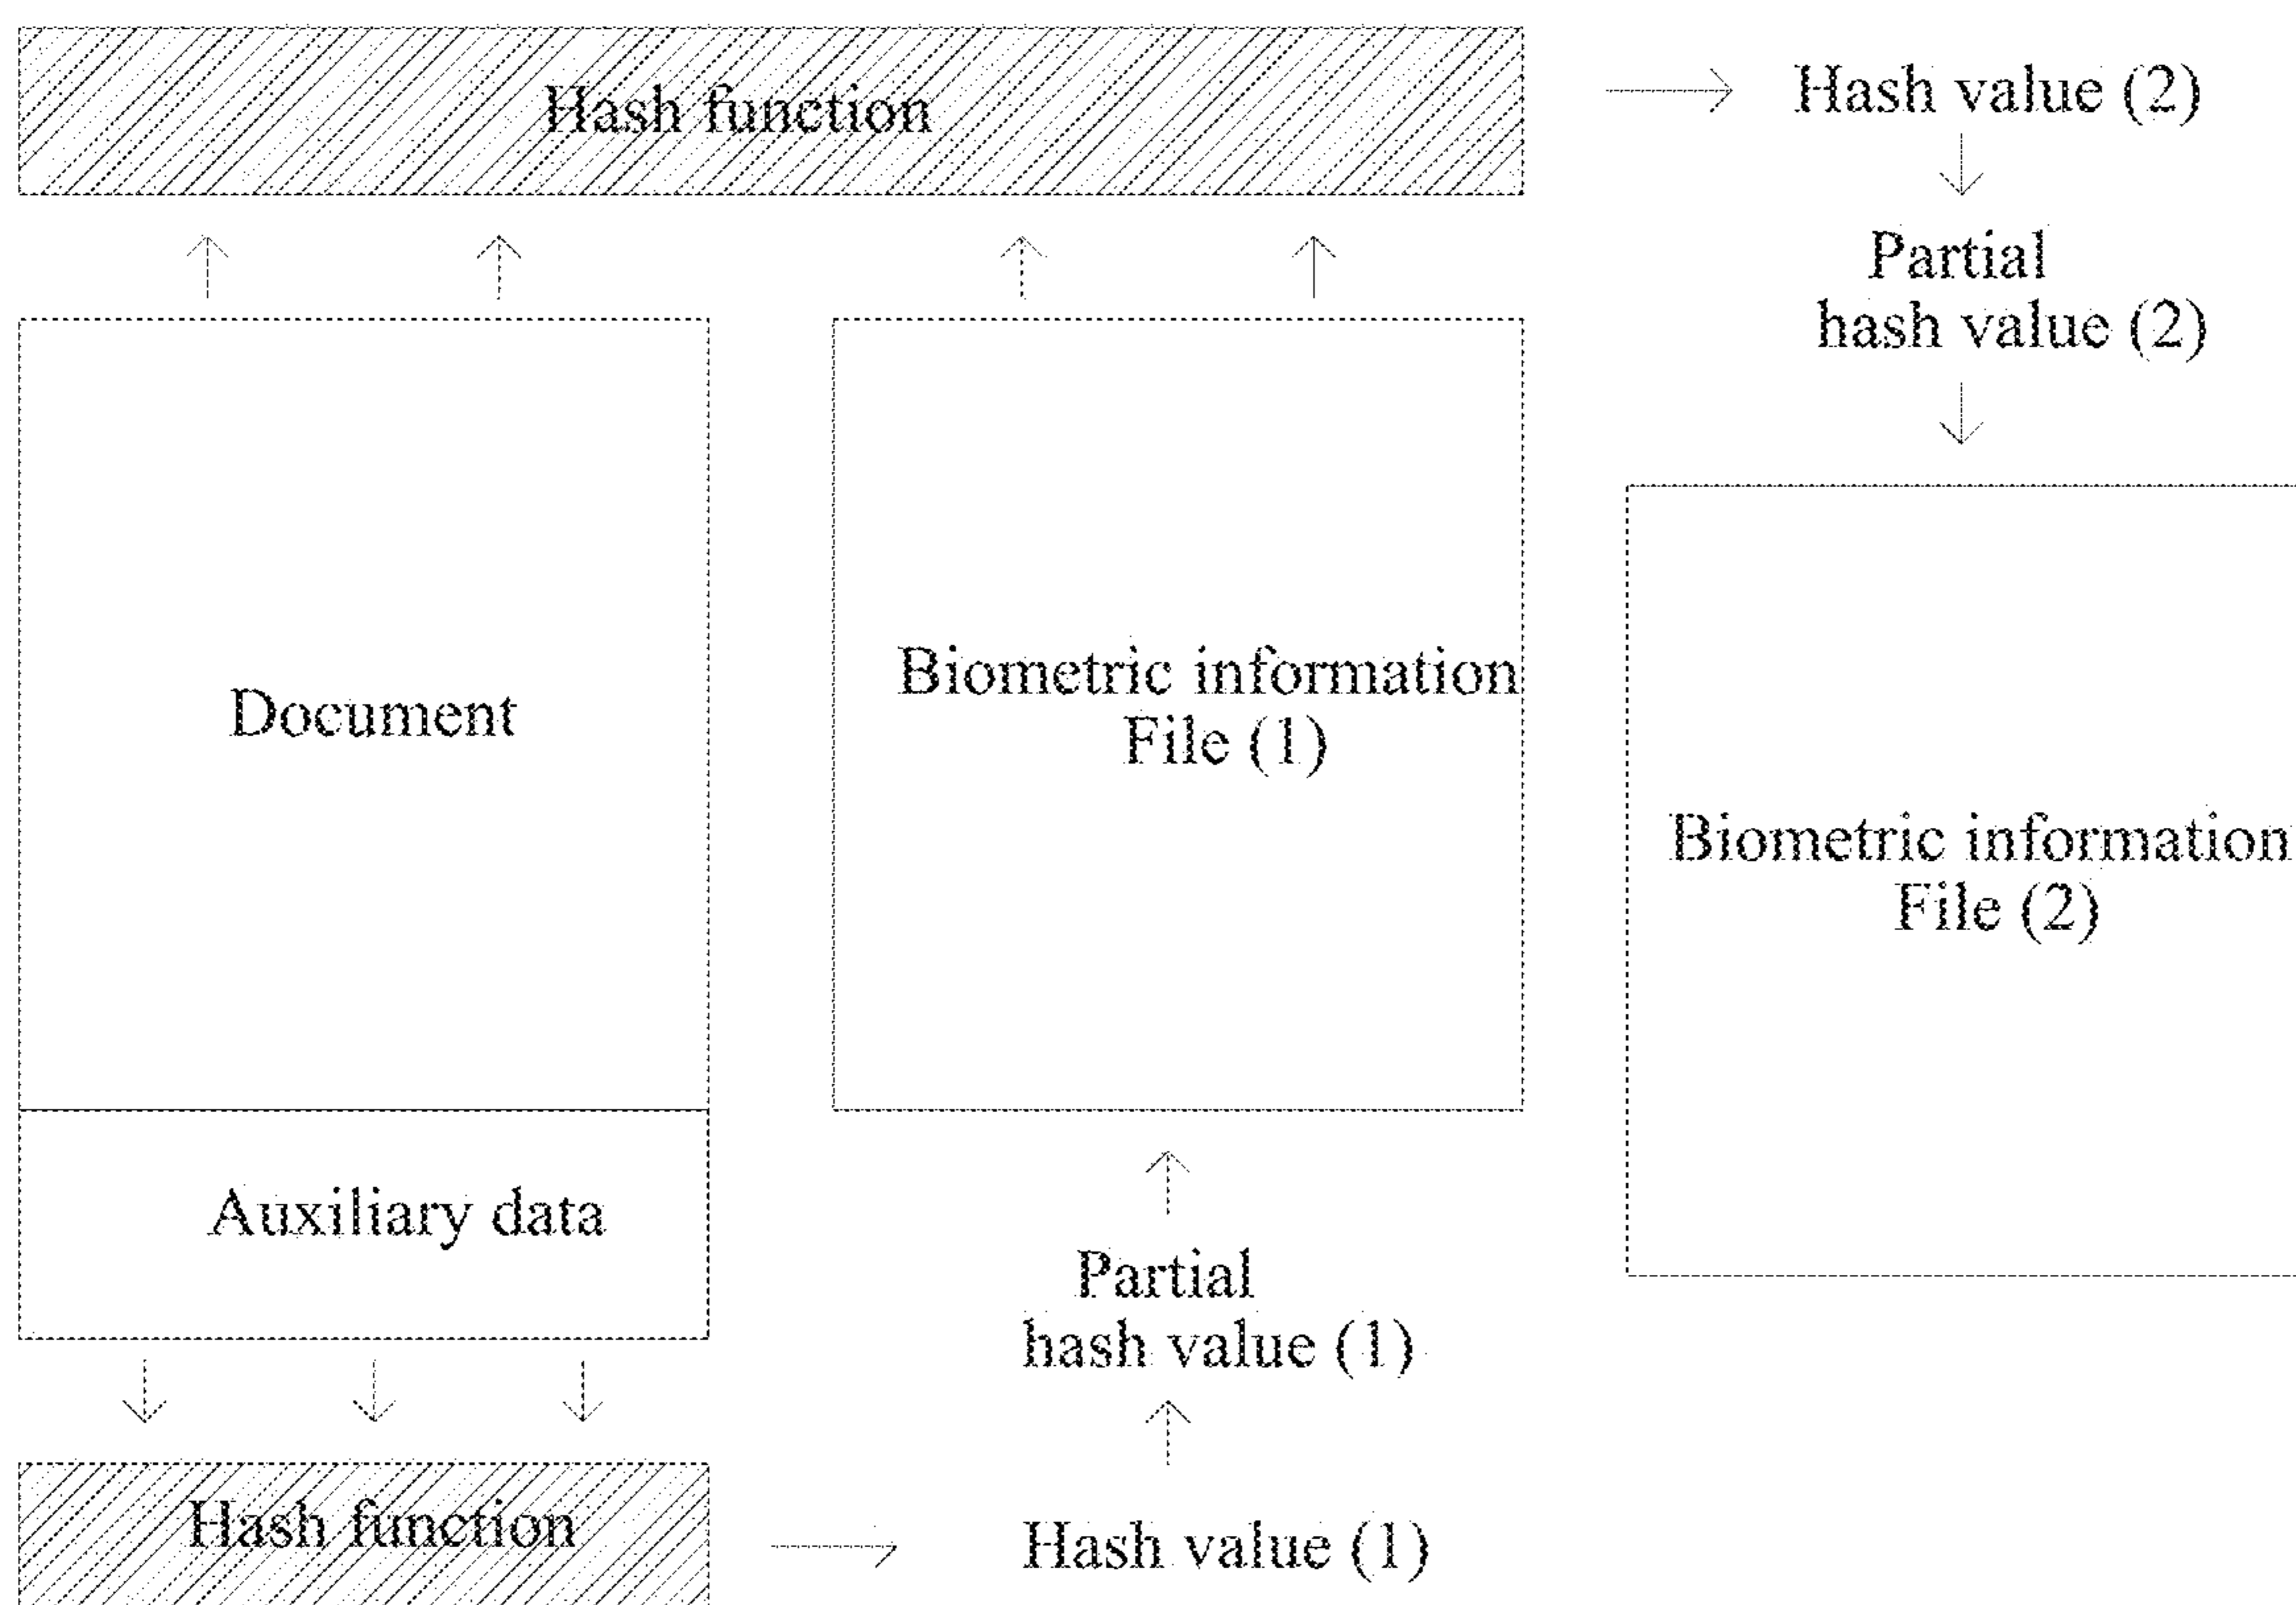 Hash function
Hash value (2)
Partial
hash value (2)
Document
Biometric information
File (1)
Biometric information
File (2)
Auxiliary data
Partial
hash value (1)
Hash function
Hash value (1)